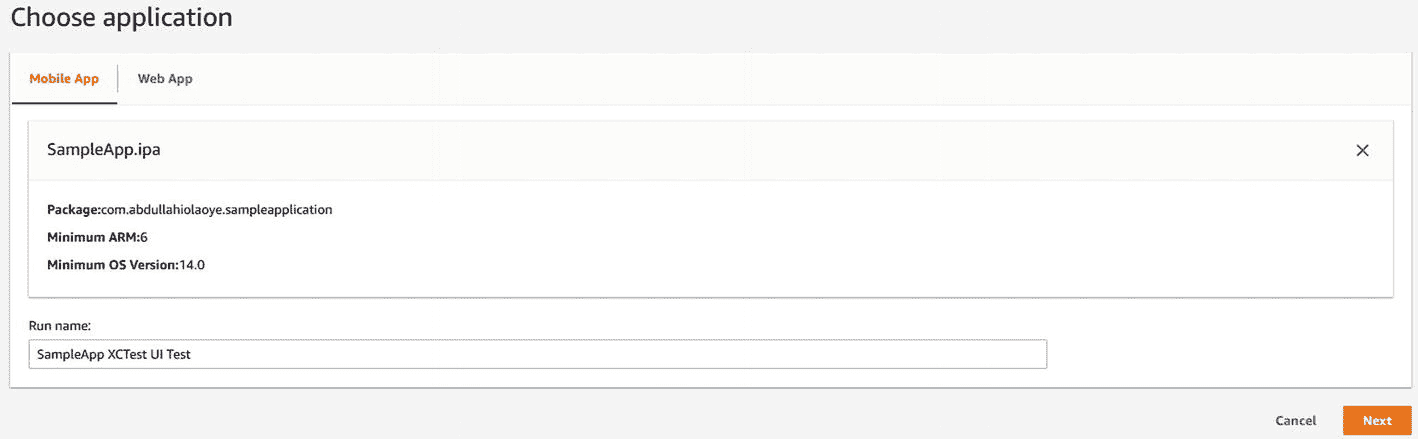 Choose application
Mobile App
Web App
SampleApp.ipa
Package:com.abdullahiolaoye.sampleapplication
Minimum ARM:6
Minimum OS Version:14.0
Run name:
SampleApp XCTest UI Test
Cancel
Next